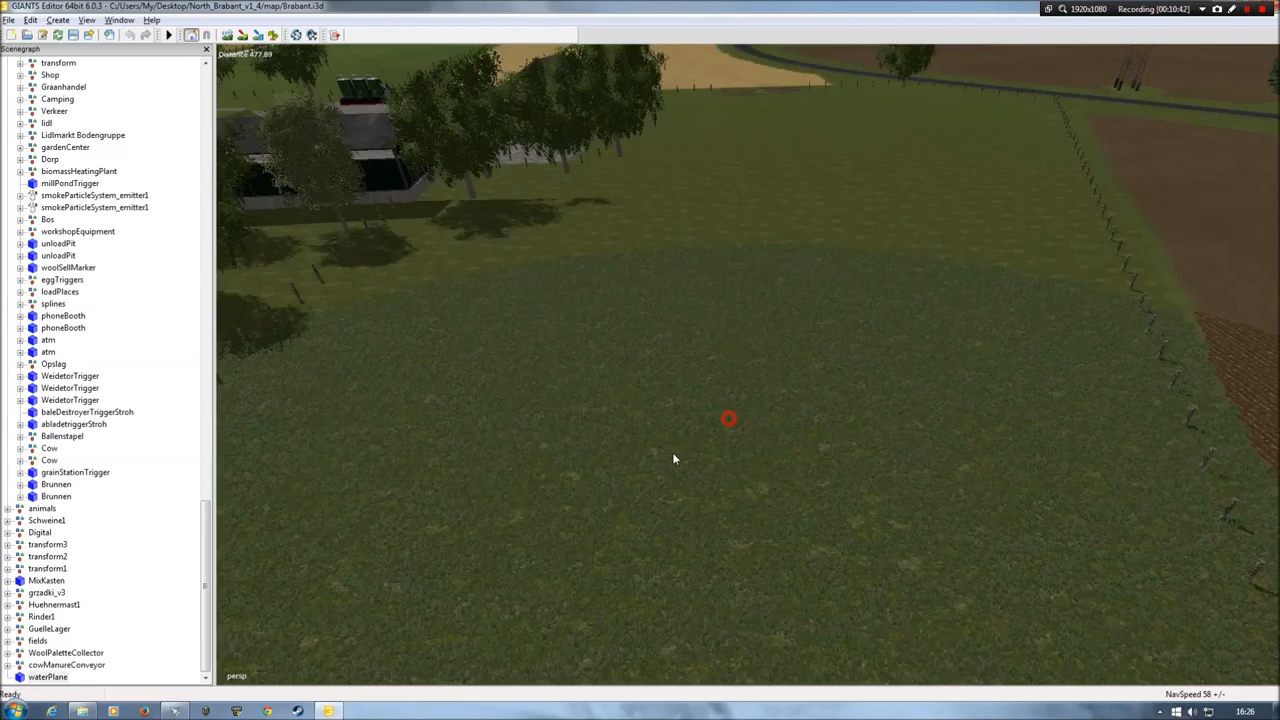 GIANTS Editor 64bit 6.0.3 - C:/Users/My/Desktop/North_Brabant_v1_4/map/Brabant.i3d
1920x1080
Recording [00:10:42]
File Edit Create View Window Help
Scenegraph
Distance 477.89
transform
Shop
Graanhandel
Camping
Verkeer
lidl
Lidlmarkt Bodengruppe
gardenCenter
Dorp
biomassHeatingPlant
millPondTrigger
smokeParticleSystem_emitter1
smokeParticleSystem_emitter1
Bos
workshopEquipment
unloadPit
unloadPit
woolSellMarker
eggTriggers
loadPlaces
splines
phoneBooth
phoneBooth
atm
atm
Opslag
WeidetorTrigger
WeidetorTrigger
WeidetorTrigger
baleDestroyerTriggerStroh
abladetriggerStroh
Ballenstapel
Cow
Cow
grainStationTrigger
Brunnen
Brunnen
animals
Schweine1
Digital
transform3
transform2
transform1
MixKasten
grzadki_v3
Huehnermast1
Rinder1
GuelleLager
fields
WoolPaletteCollector
cowManureConveyor
waterPlane
persp
Ready
NavSpeed 58 +/-
16:26